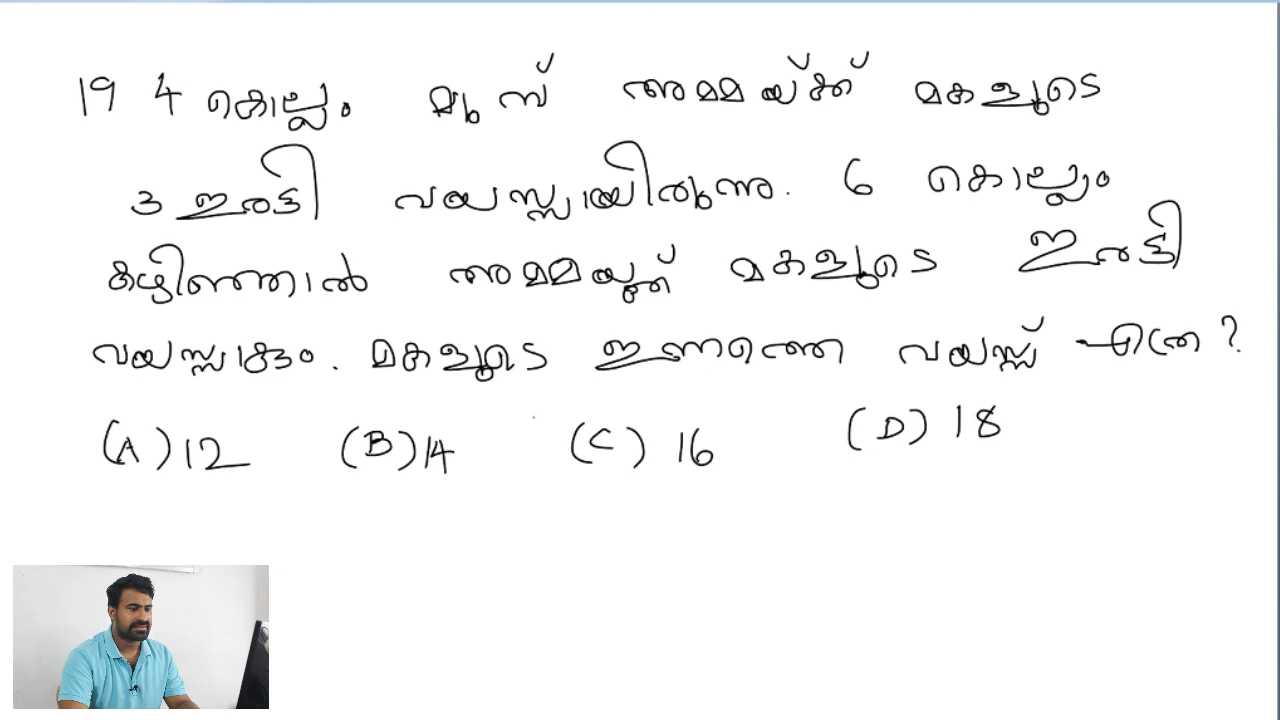 19 4 കൊല്ലം മുമ്പ് അമ്മയ്ക്ക് മകളുടെ
3 ഇരട്ടി വയസ്സായിരുന്നു. 6 കൊല്ലം
കഴിഞ്ഞാൽ അമ്മയ്ക്ക് മകളുടെ ഇരട്ടി
വയസ്സാകും. മകളുടെ ഇന്നത്തെ വയസ്സ് എത്ര?
(A) 12 (B) 14 (C) 16 (D) 18